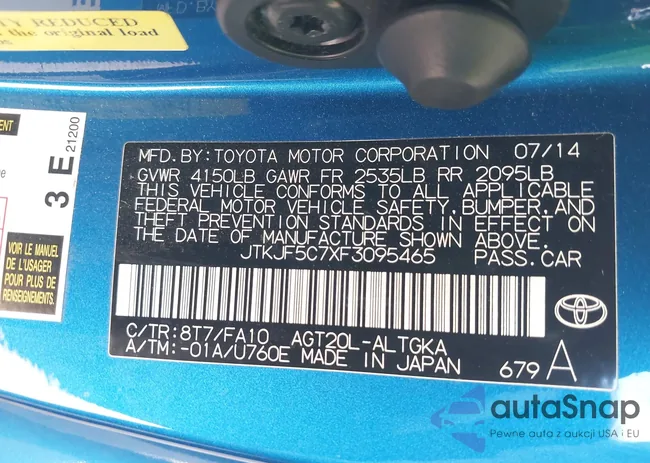 Y REDUCED
the original load
3 E 21200
VOIR LE MANUEL
DE L'USAGER
POUR PLUS DE
RENSEIGNEMENTS
MFD.BY:TOYOTA MOTOR CORPORATION 07/14
GVWR 4150LB GAWR FR 2535LB RR 2095LB
THIS VEHICLE CONFORMS TO ALL APPLICABLE
FEDERAL MOTOR VEHICLE SAFETY,BUMPER,AND
THEFT PREVENTION STANDARDS IN EFFECT ON
THE DATE OF MANUFACTURE SHOWN ABOVE.
JTKJF5C7XF3095465 PASS.CAR
C/TR:8T7/FA10 AGT20L-ALTGKA
A/TM:-01A/U760E MADE IN JAPAN 679 A
TOYOTA
autaSnap
Pewne auta z aukcji USA i EU